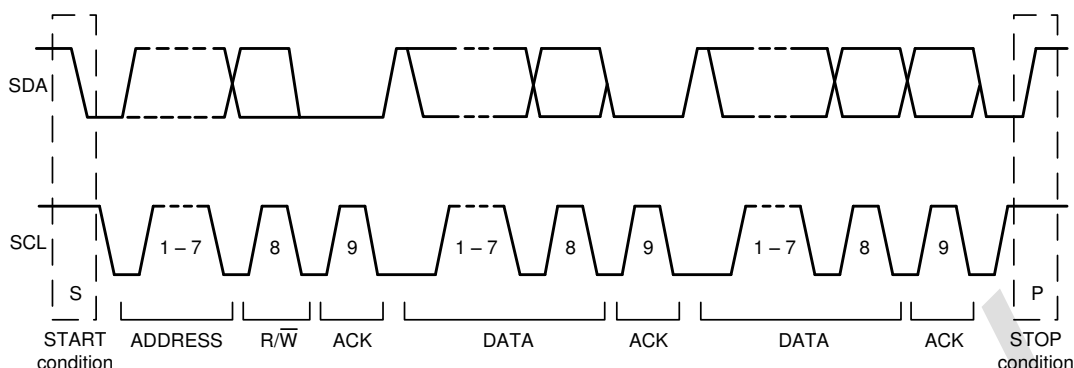 SDA
SCL
1 – 7
8
9
1 – 7
8
9
1 – 7
8
9
S
P
START
condition
ADDRESS
R/W̅
ACK
DATA
ACK
DATA
ACK
STOP
condition